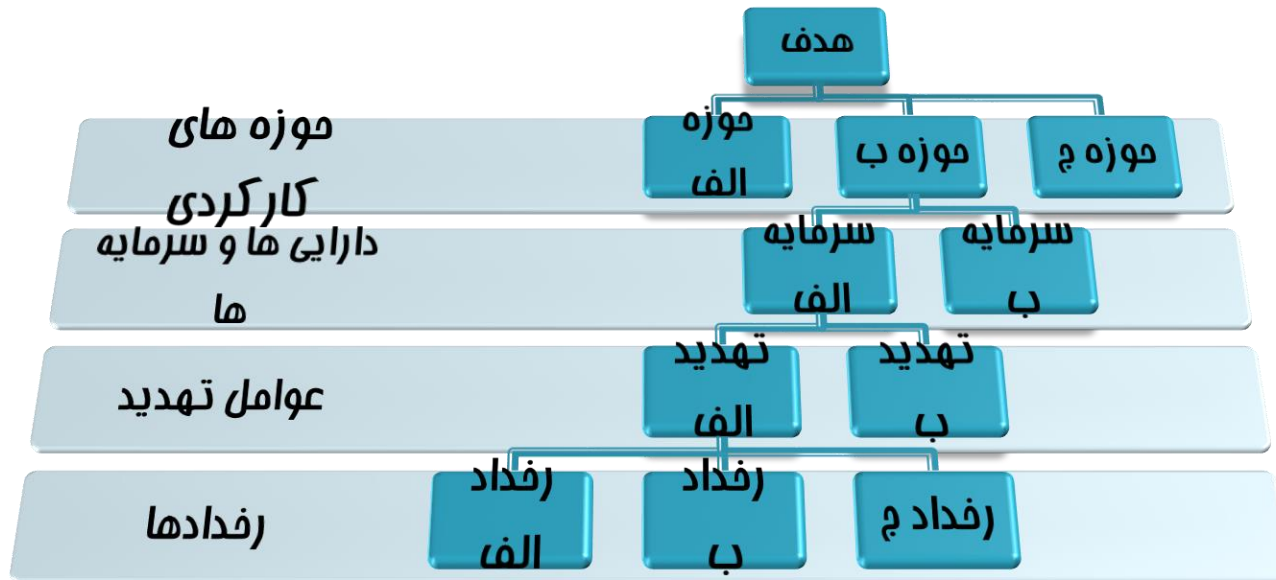 هدف
حوزه های
کارکردی
حوزه
الف
حوزه ب
حوزه ج
دارایی ها و سرمایه
ها
سرمایه
الف
سرمایه
ب
عوامل تهدید
تهدید
الف
تهدید
ب
رخدادها
رخداد
الف
رخداد
ب
رخداد ج